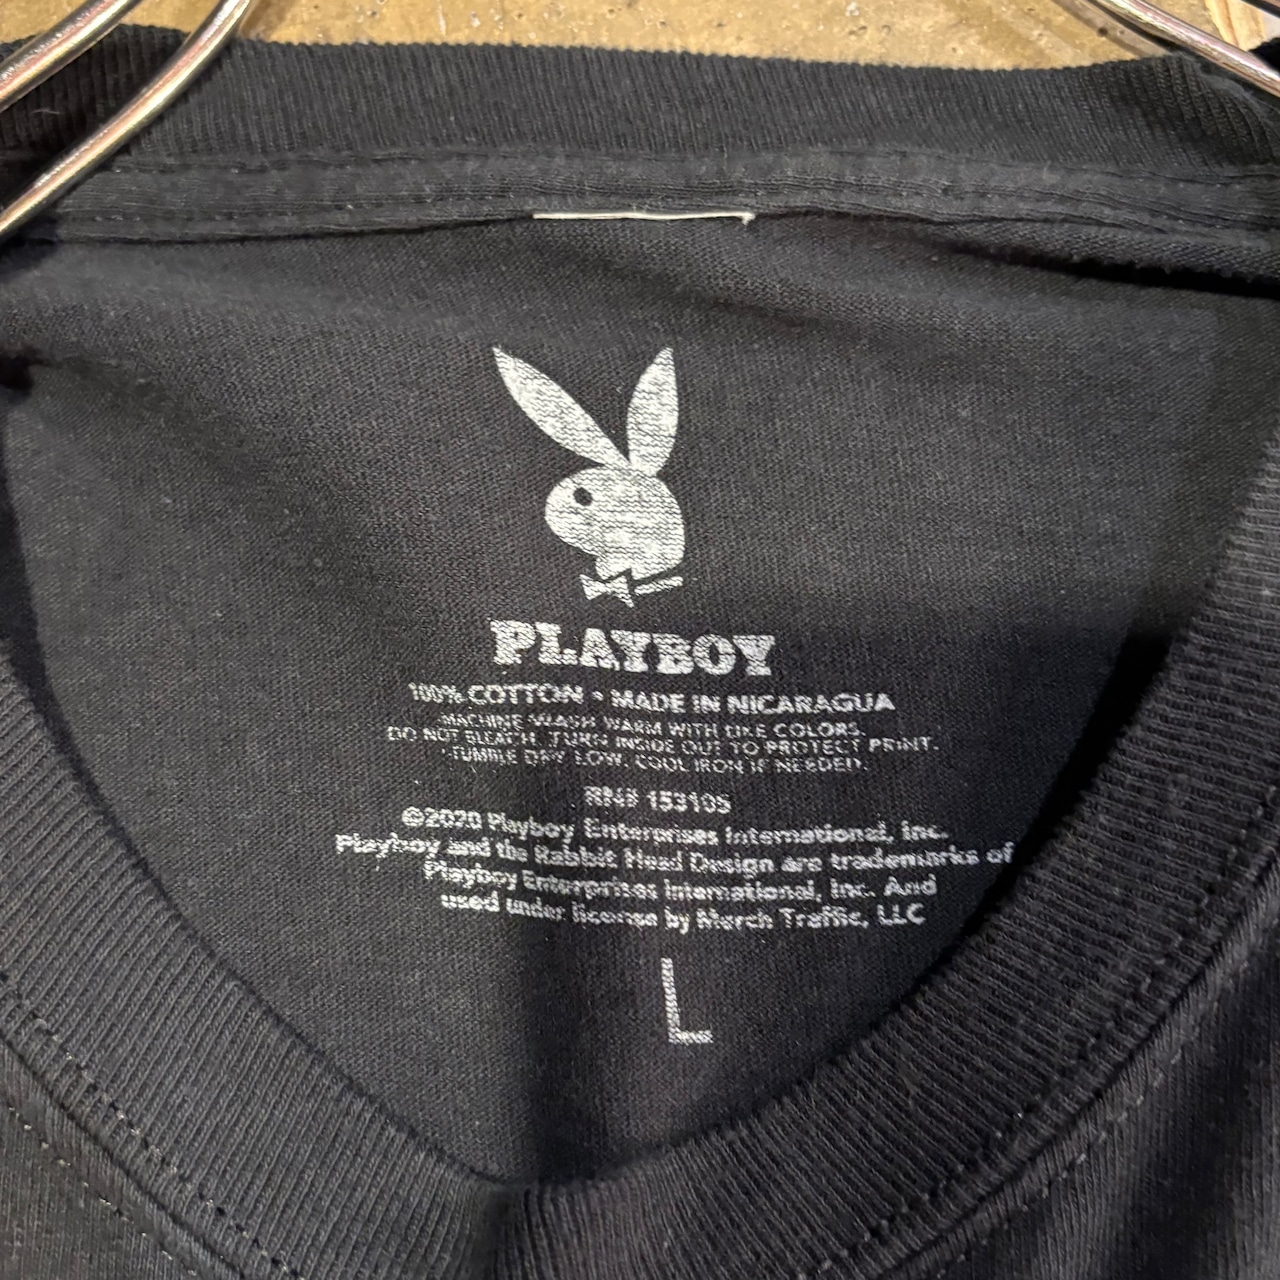 PLAYBOY
100% COTTON • MADE IN NICARAGUA
MACHINE WASH WARM WITH LIKE COLORS.
DO NOT BLEACH. TURN INSIDE OUT TO PROTECT PRINT.
TUMBLE DRY LOW. COOL IRON IF NEEDED.
RN# 153105
©2020 Playboy Enterprises International, Inc.
Playboy and the Rabbit Head Design are trademarks of
Playboy Enterprises International, Inc. And
used under license by Merch Traffic, LLC
L